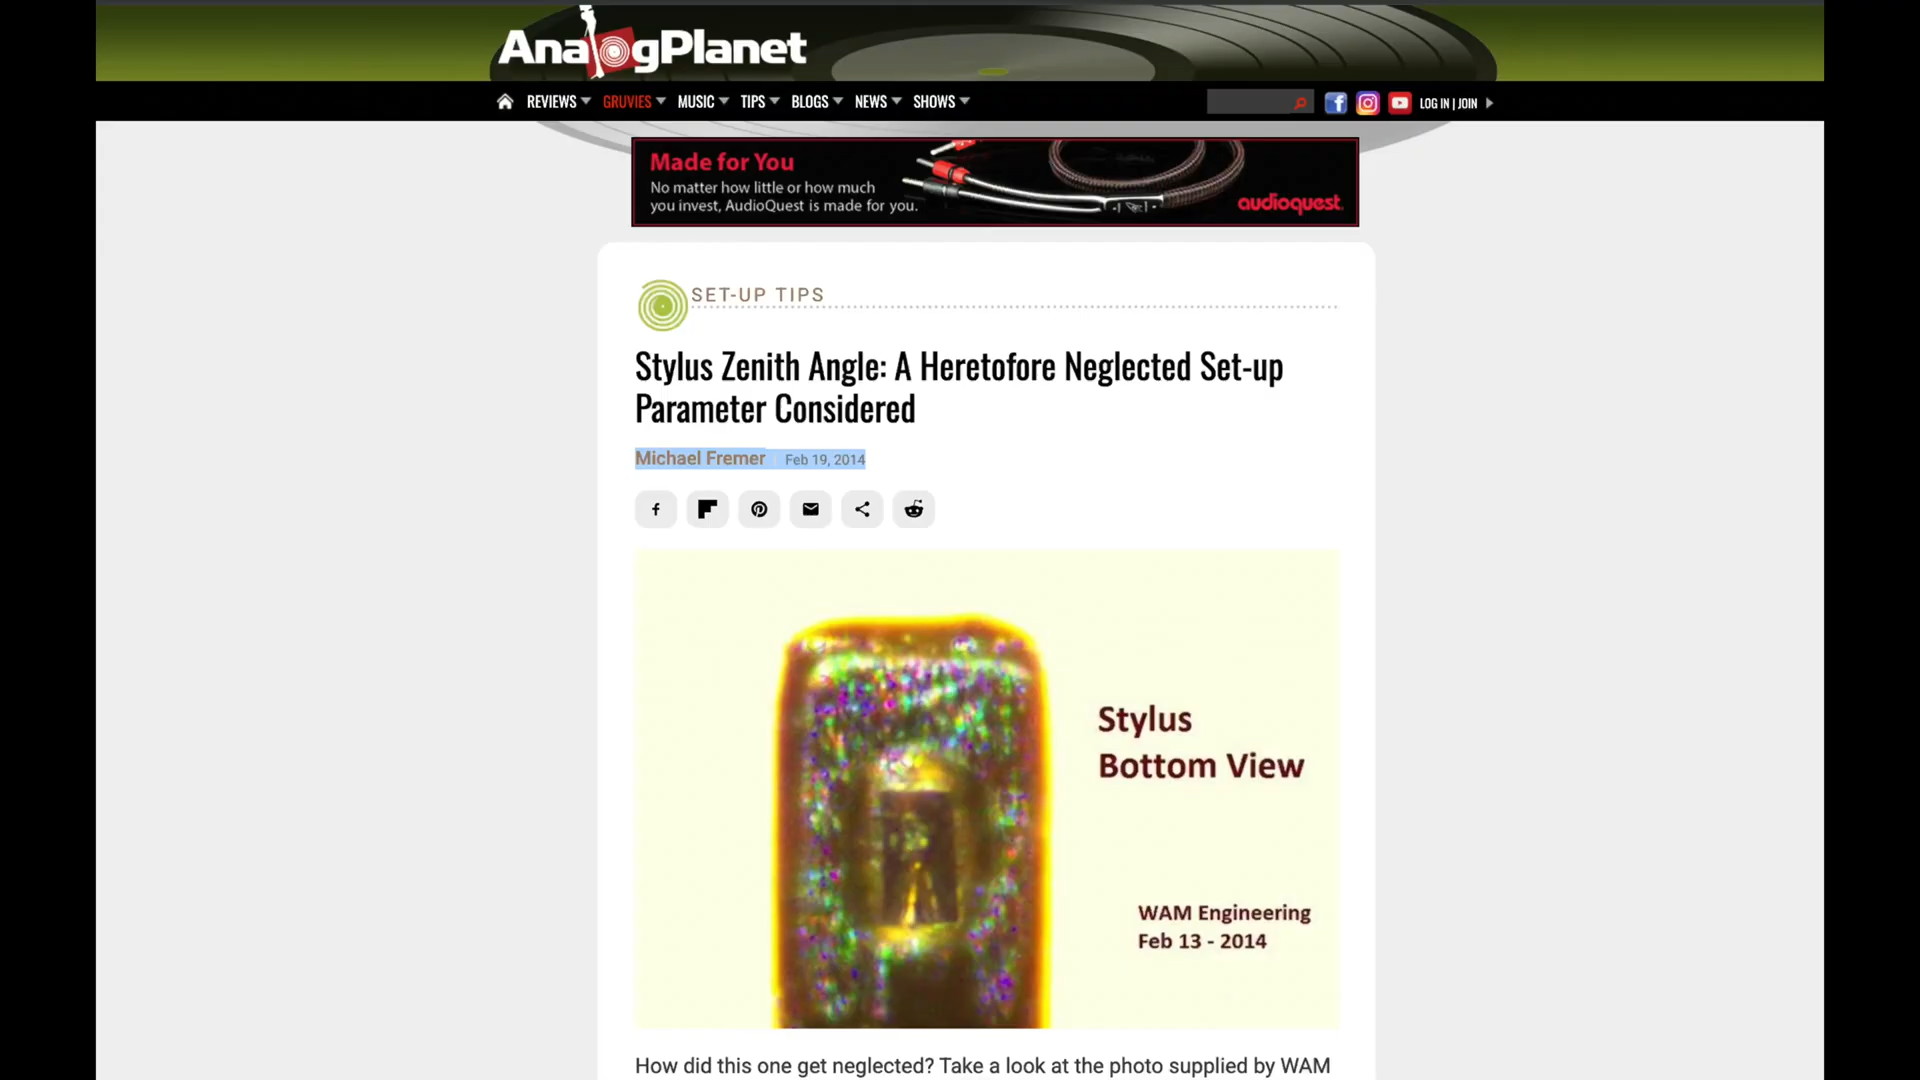 AnalogPlanet
REVIEWS GRUVIES MUSIC TIPS BLOGS NEWS SHOWS LOG IN | JOIN
Made for You
No matter how little or how much
you invest, AudioQuest is made for you.
audioquest
SET-UP TIPS
Stylus Zenith Angle: A Heretofore Neglected Set-up
Parameter Considered
Michael Fremer | Feb 19, 2014
Stylus
Bottom View
WAM Engineering
Feb 13 - 2014
How did this one get neglected? Take a look at the photo supplied by WAM